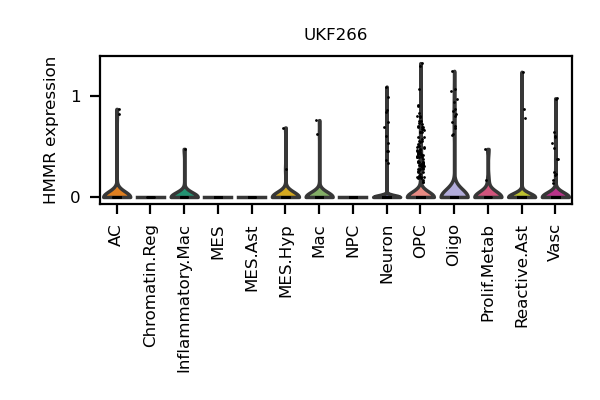 UKF266
HMMR expression
1
0
AC
Chromatin.Reg
Inflammatory.Mac
MES
MES.Ast
MES.Hyp
Mac
NPC
Neuron
OPC
Oligo
Prolif.Metab
Reactive.Ast
Vasc